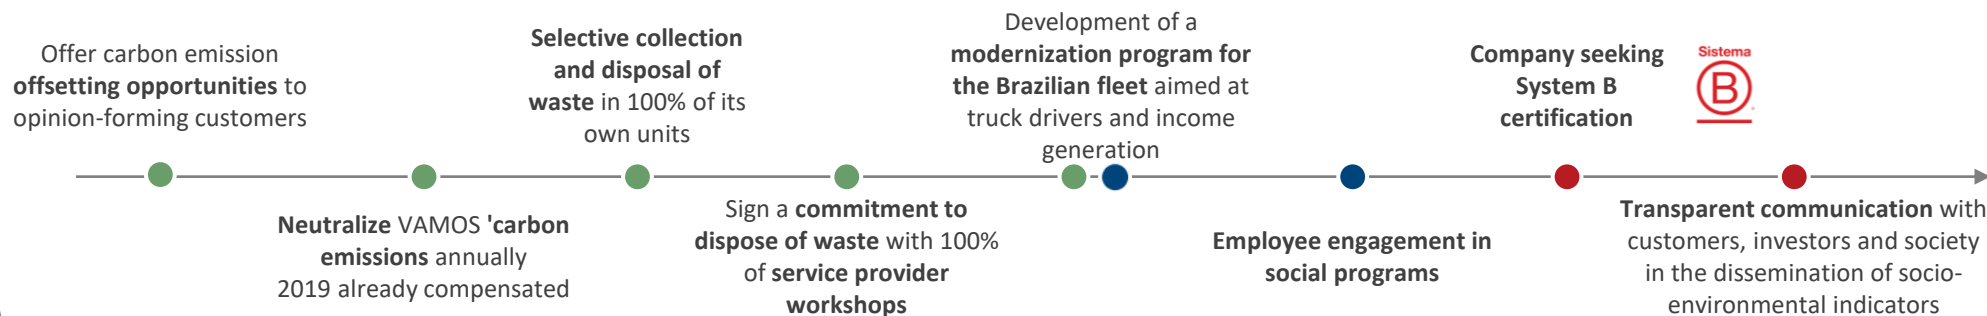 Offer carbon emission
offsetting opportunities to
opinion-forming customers
Neutralize VAMOS 'carbon
emissions annually
2019 already compensated
Selective collection
and disposal of
waste in 100% of its
own units
Sign a commitment to
dispose of waste with 100%
of service provider
workshops
Development of a
modernization program for
the Brazilian fleet aimed at
truck drivers and income
generation
Employee engagement in
social programs
Company seeking
System B
certification
Sistema
B
Transparent communication with
customers, investors and society
in the dissemination of socio-
environmental indicators